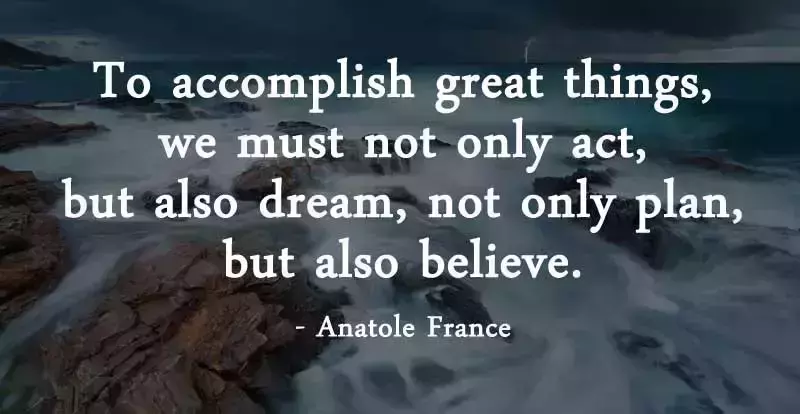 To accomplish great things,
we must not only act,
but also dream, not only plan,
but also believe.
- Anatole France